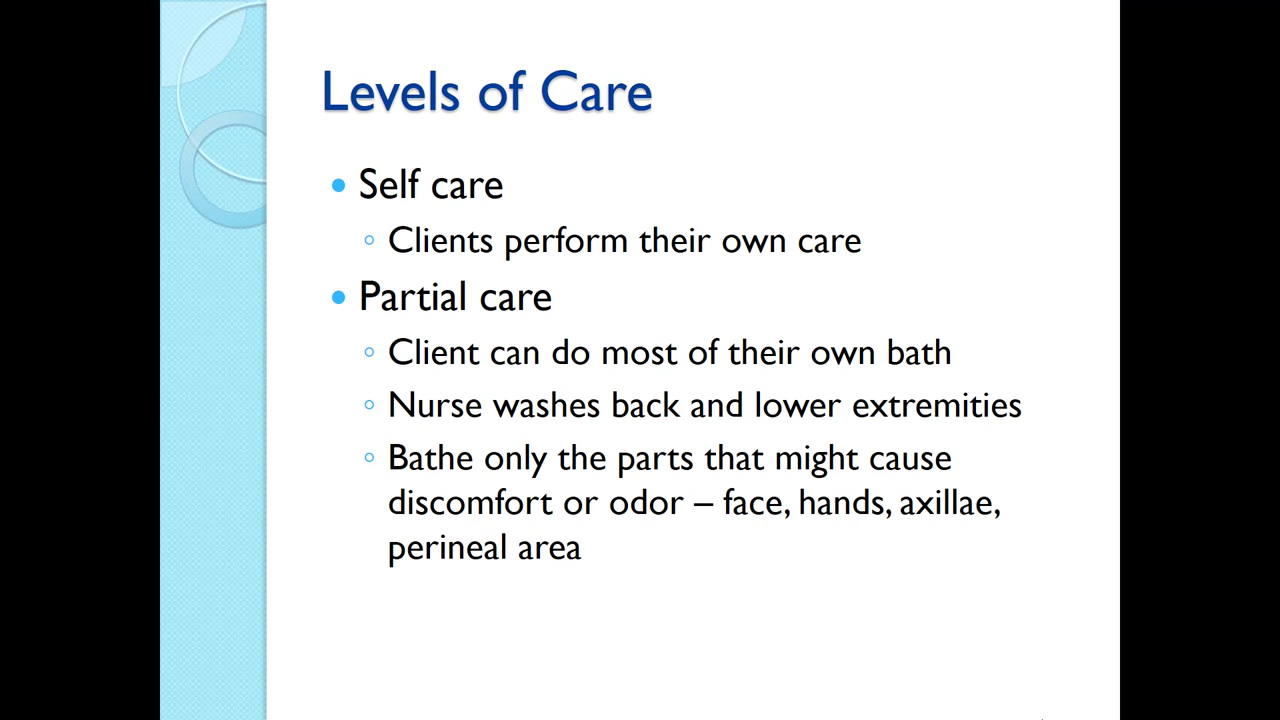 Levels of Care
• Self care
◦ Clients perform their own care
• Partial care
◦ Client can do most of their own bath
◦ Nurse washes back and lower extremities
◦ Bathe only the parts that might cause
discomfort or odor – face, hands, axillae,
perineal area